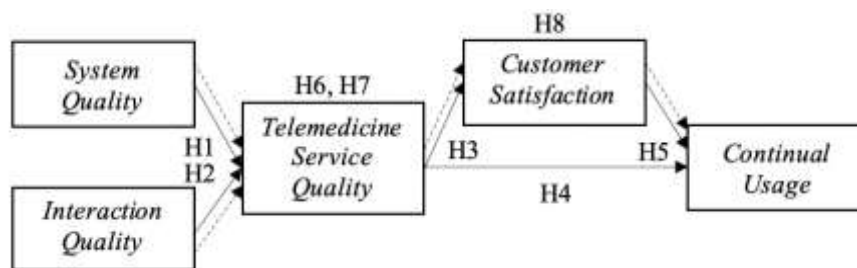 H8
System
Quality
Customer
Satisfaction
H6, H7
Telemedicine
Service
Quality
H1
H2
H3
H5
H4
Continual
Usage
Interaction
Quality